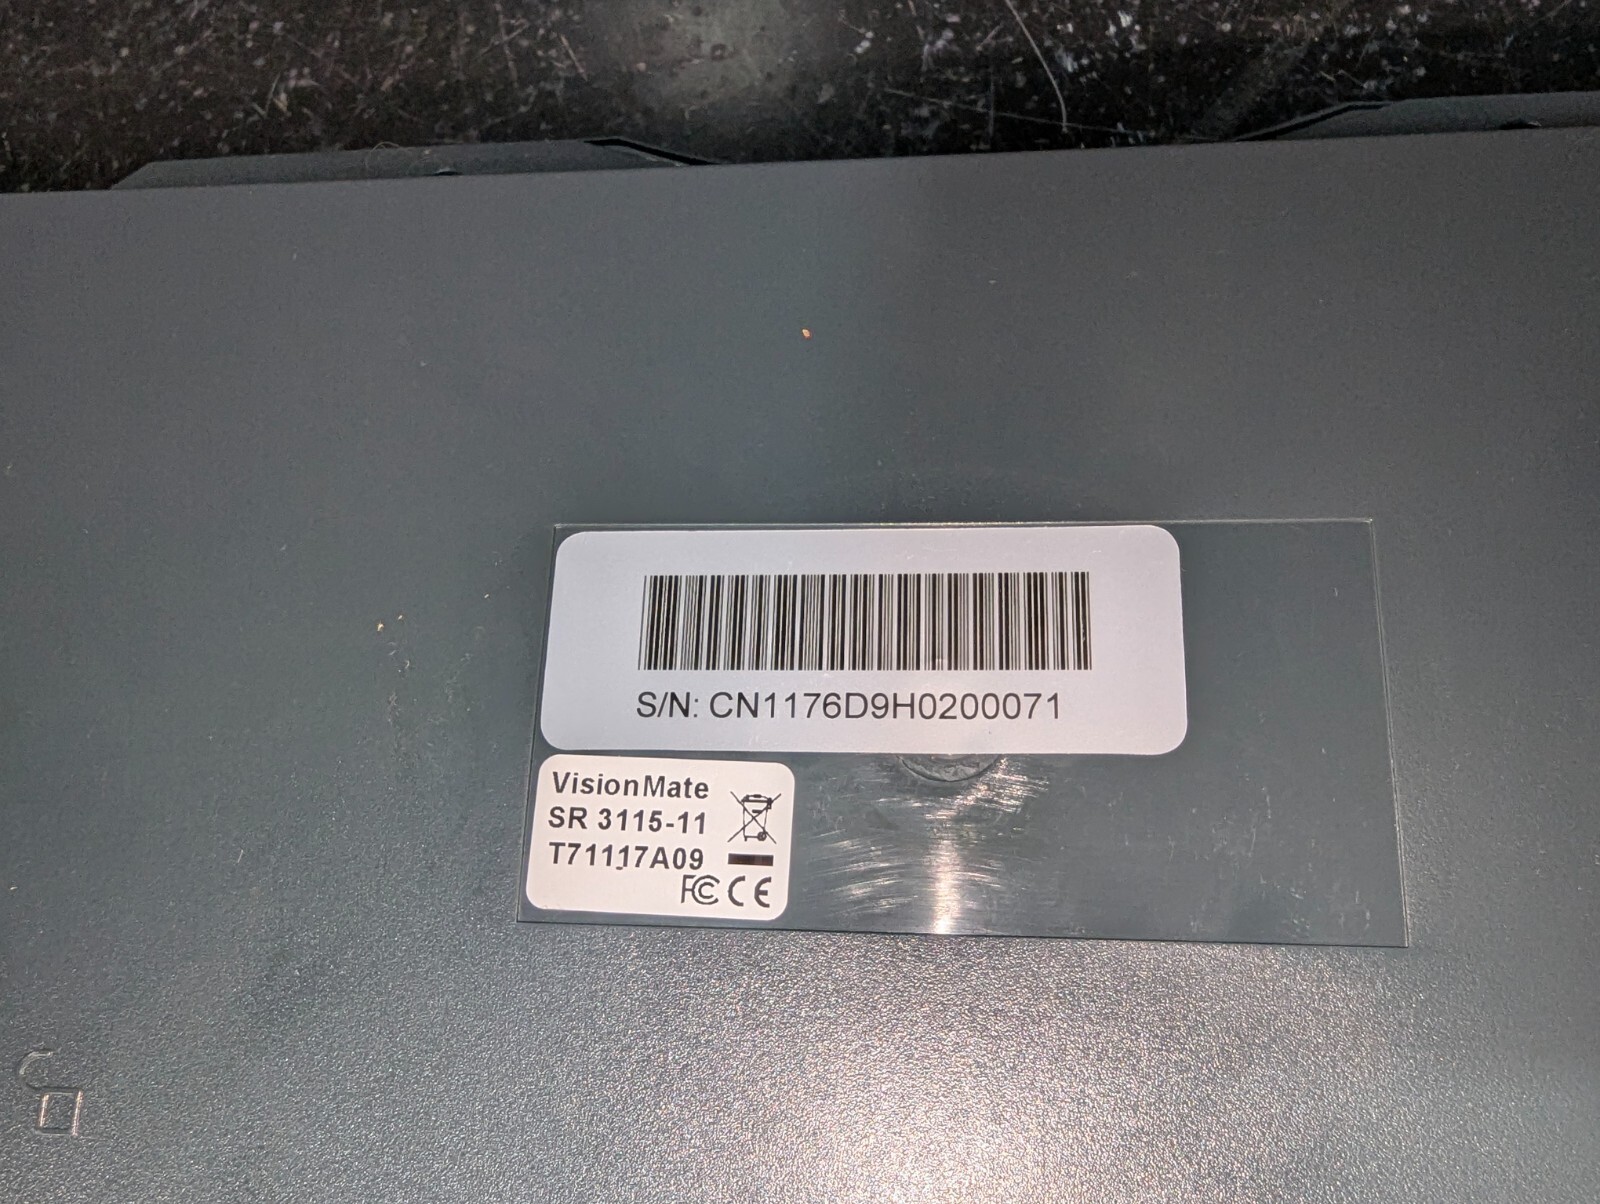 S/N: CN1176D9H0200071
VisionMate
SR 3115-11
T71117A09
FC CE